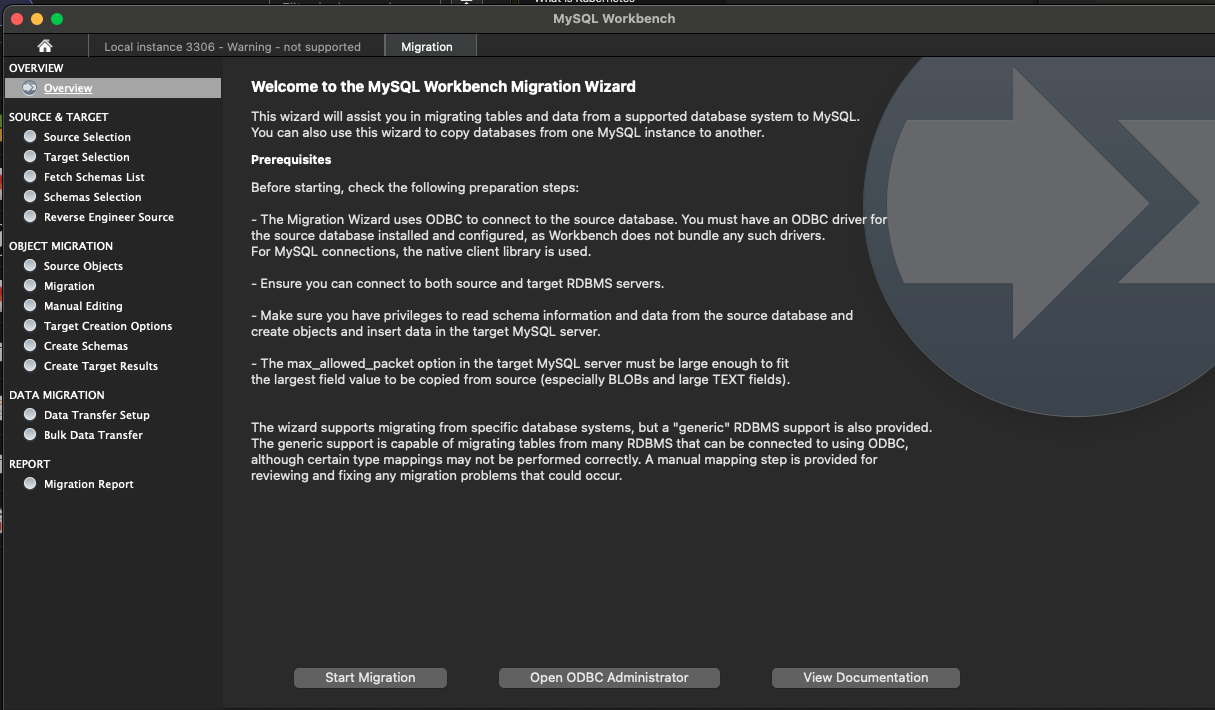 MySQL Workbench
Local instance 3306 - Warning - not supported
Migration
OVERVIEW
Overview
SOURCE & TARGET
Source Selection
Target Selection
Fetch Schemas List
Schemas Selection
Reverse Engineer Source
OBJECT MIGRATION
Source Objects
Migration
Manual Editing
Target Creation Options
Create Schemas
Create Target Results
DATA MIGRATION
Data Transfer Setup
Bulk Data Transfer
REPORT
Migration Report
Welcome to the MySQL Workbench Migration Wizard
This wizard will assist you in migrating tables and data from a supported database system to MySQL.
You can also use this wizard to copy databases from one MySQL instance to another.
Prerequisites
Before starting, check the following preparation steps:
- The Migration Wizard uses ODBC to connect to the source database. You must have an ODBC driver for
the source database installed and configured, as Workbench does not bundle any such drivers.
For MySQL connections, the native client library is used.
- Ensure you can connect to both source and target RDBMS servers.
- Make sure you have privileges to read schema information and data from the source database and
create objects and insert data in the target MySQL server.
- The max_allowed_packet option in the target MySQL server must be large enough to fit
the largest field value to be copied from source (especially BLOBs and large TEXT fields).
The wizard supports migrating from specific database systems, but a "generic" RDBMS support is also provided.
The generic support is capable of migrating tables from many RDBMS that can be connected to using ODBC,
although certain type mappings may not be performed correctly. A manual mapping step is provided for
reviewing and fixing any migration problems that could occur.
Start Migration
Open ODBC Administrator
View Documentation